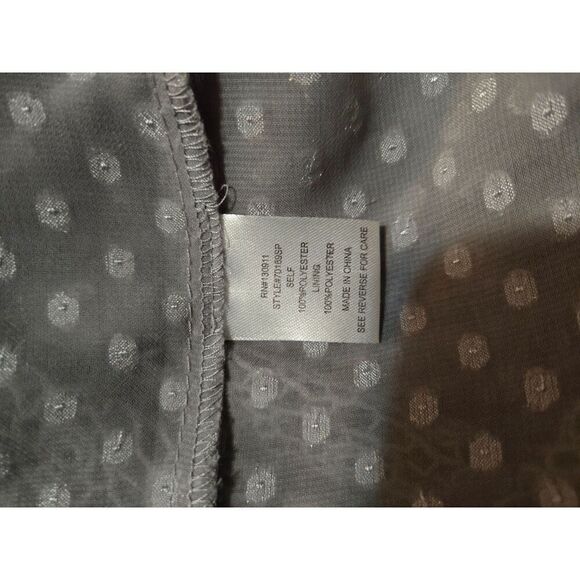 RN#130911
STYLE#70189SP
SELF
100%POLYESTER
LINING
100%POLYESTER
MADE IN CHINA
SEE REVERSE FOR CARE